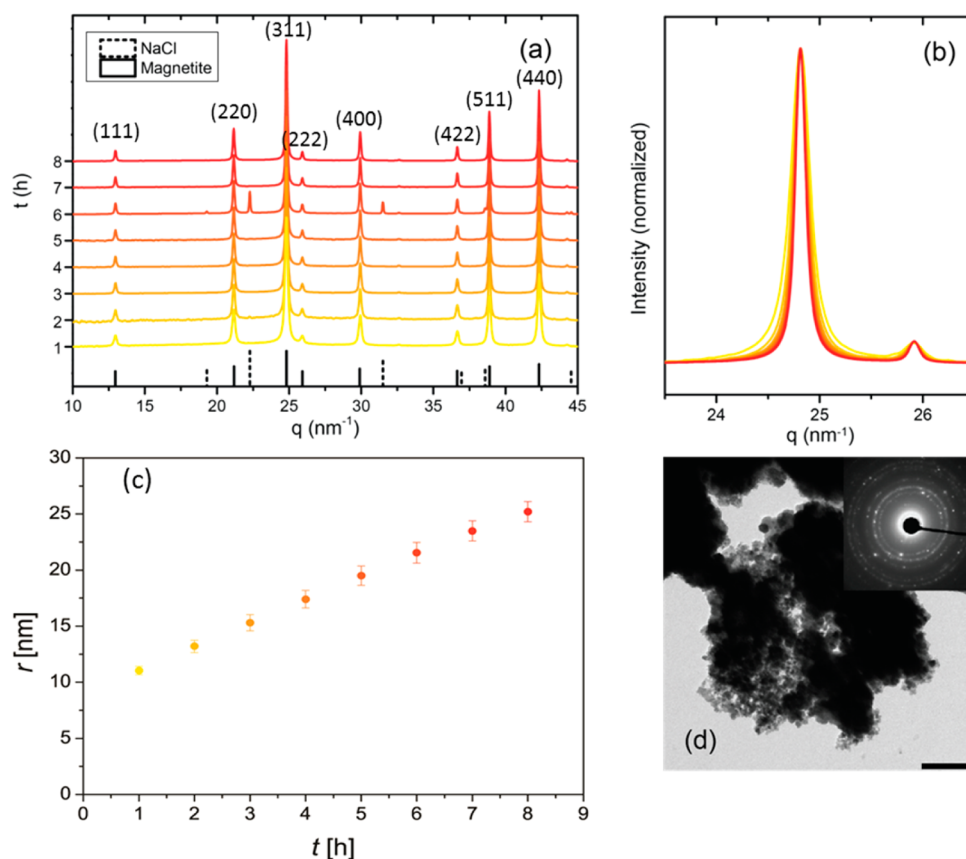 (a)
NaCl
Magnetite
(111)
(220)
(311)
(222)
(400)
(422)
(511)
(440)
t (h)
8
7
6
5
4
3
2
1
10 15 20 25 30 35 40 45
q (nm⁻¹)
(b)
Intensity (normalized)
24 25 26
q (nm⁻¹)
(c)
r [nm]
30
25
20
15
10
5
0
0 1 2 3 4 5 6 7 8 9
t [h]
(d)